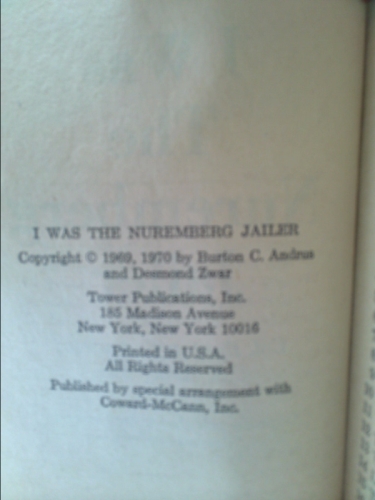 I WAS THE NUREMBERG JAILER
Copyright © 1969, 1970 by Burton C. Andrus
and Desmond Zwar
Tower Publications, Inc.
185 Madison Avenue
New York, New York 10016
Printed in U.S.A.
All Rights Reserved
Published by special arrangement with
Coward-McCann, Inc.